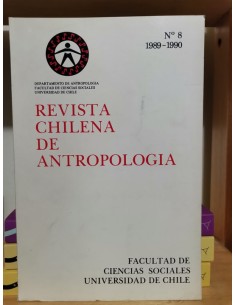 Nº 8
1989-1990
DEPARTAMENTO DE ANTROPOLOGIA
FACULTAD DE CIENCIAS SOCIALES
UNIVERSIDAD DE CHILE
REVISTA
CHILENA
DE
ANTROPOLOGIA
FACULTAD DE
CIENCIAS SOCIALES
UNIVERSIDAD DE CHILE